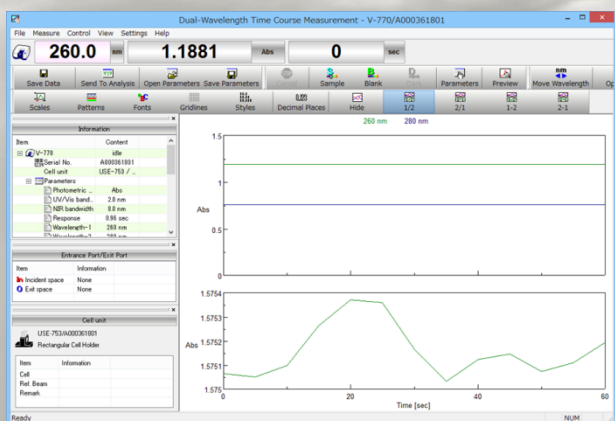 Dual-Wavelength Time Course Measurement - V-770/A000361801
File Measure Control View Settings Help
260.0 nm 1.1881 Abs 0 sec
Save Data Send To Analysis Open Parameters Save Parameters Sample Blank Parameters Preview Move Wavelength
Scales Patterns Fonts Gridlines Styles Decimal Places Hide 1/2 2/1 1-2 2-1
Information
Item Content
V-770 idle
Serial No. A000361801
Cell unit USE-753 / ..
Parameters
Photometric .. Abs
UV/Vis band.. 2.0 nm
NIR bandwidth 8.0 nm
Response 0.96 sec
Wavelength-1 260 nm
Entrance Port/Exit Port
Item Information
Incident space None
Exit space None
Cell unit
USE-753/A000361801
Rectangular Cell Holder
Item Information
Cell
Ref. Beam
Remark
260 nm 280 nm
1.5
1
Abs
0.5
0
1.5754
1.5753
1.5752
Abs
1.5751
1.575
0 20 40 60
Time [sec]
Ready NUM